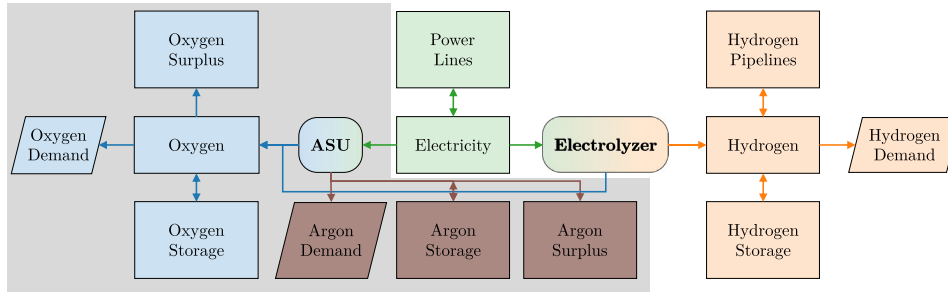 Oxygen
Surplus
Power
Lines
Hydrogen
Pipelines
Oxygen
Demand
Oxygen
ASU
Electricity
Electrolyzer
Hydrogen
Hydrogen
Demand
Oxygen
Storage
Argon
Demand
Argon
Storage
Argon
Surplus
Hydrogen
Storage